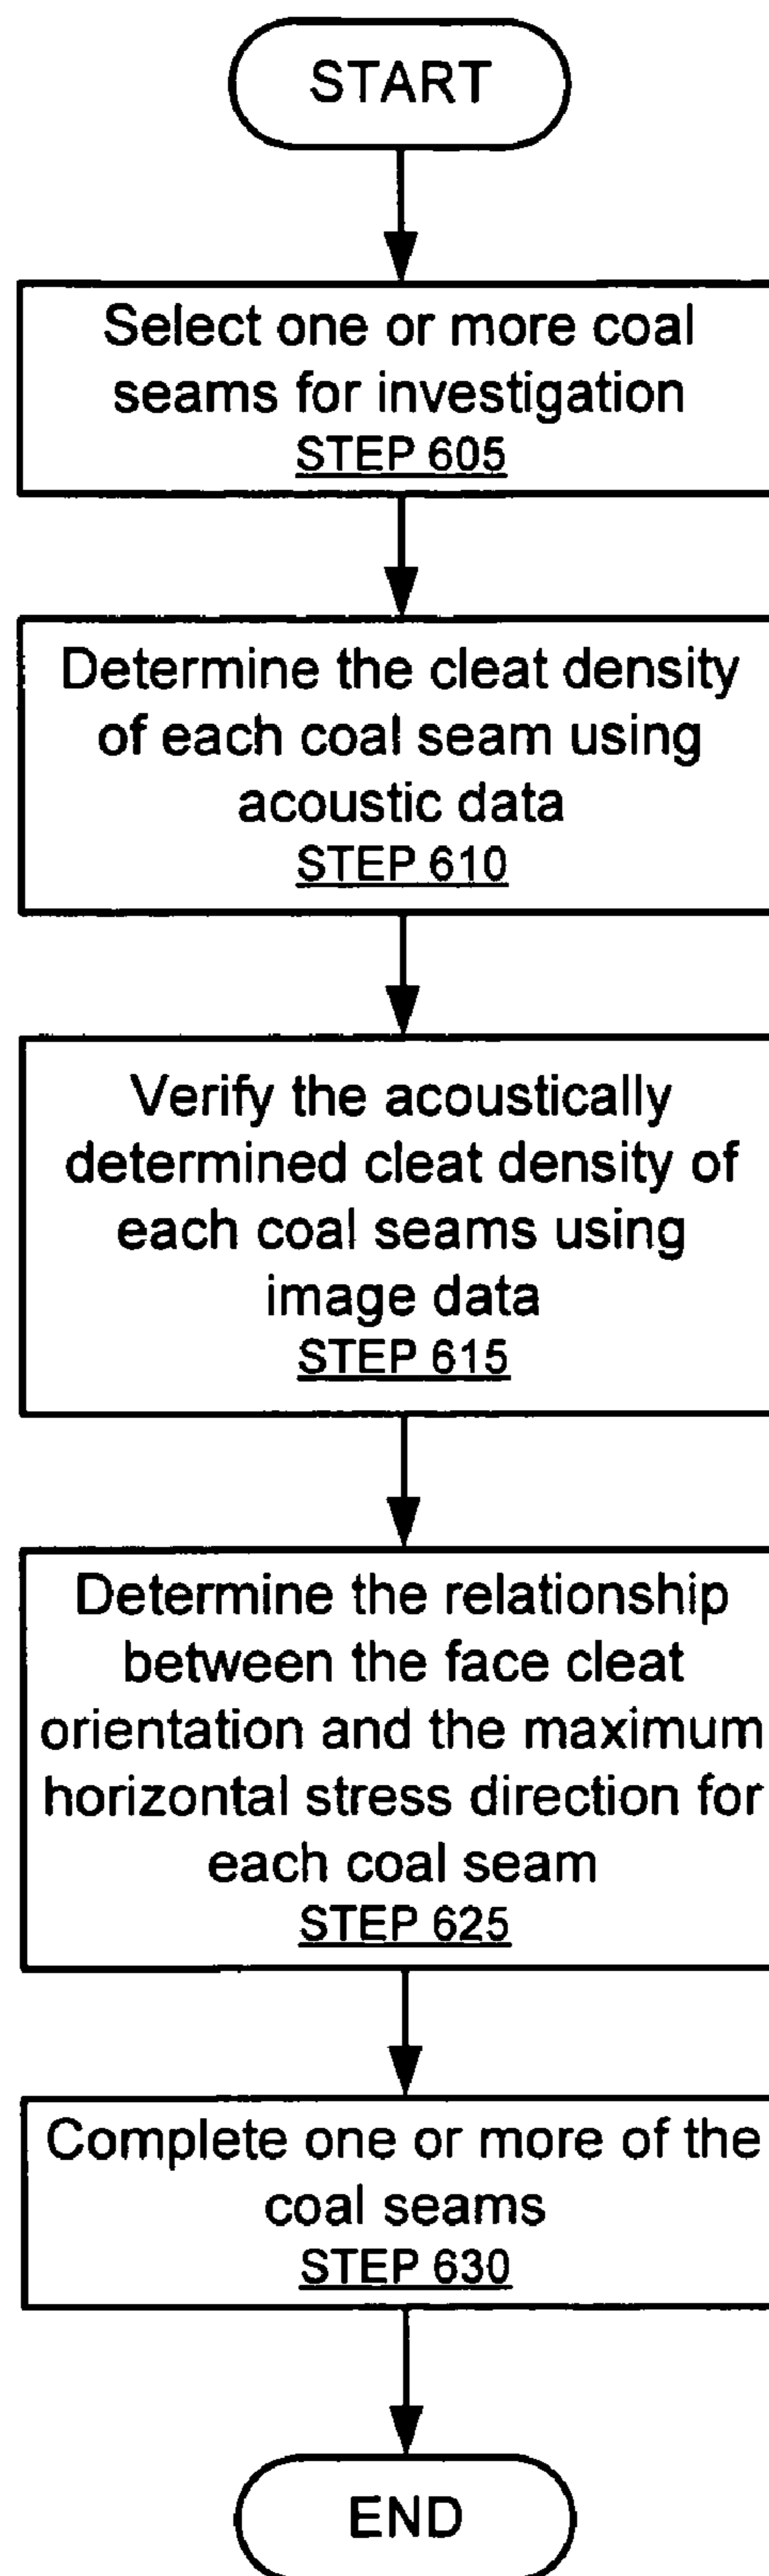 START
Select one or more coal
seams for investigation
STEP 605
Determine the cleat density
of each coal seam using
acoustic data
STEP 610
Verify the acoustically
determined cleat density of
each coal seams using
image data
STEP 615
Determine the relationship
between the face cleat
orientation and the maximum
horizontal stress direction for
each coal seam
STEP 625
Complete one or more of the
coal seams
STEP 630
END